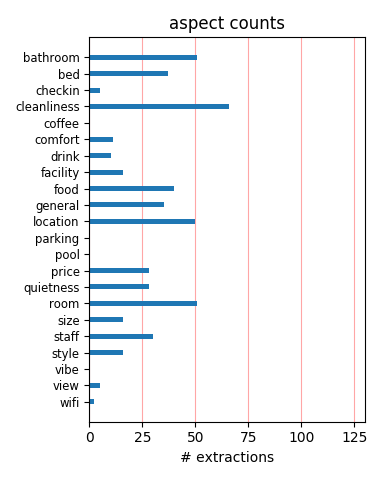 aspect counts
bathroom
bed
checkin
cleanliness
coffee
comfort
drink
facility
food
general
location
parking
pool
price
quietness
room
size
staff
style
vibe
view
wifi
0 25 50 75 100 125
# extractions